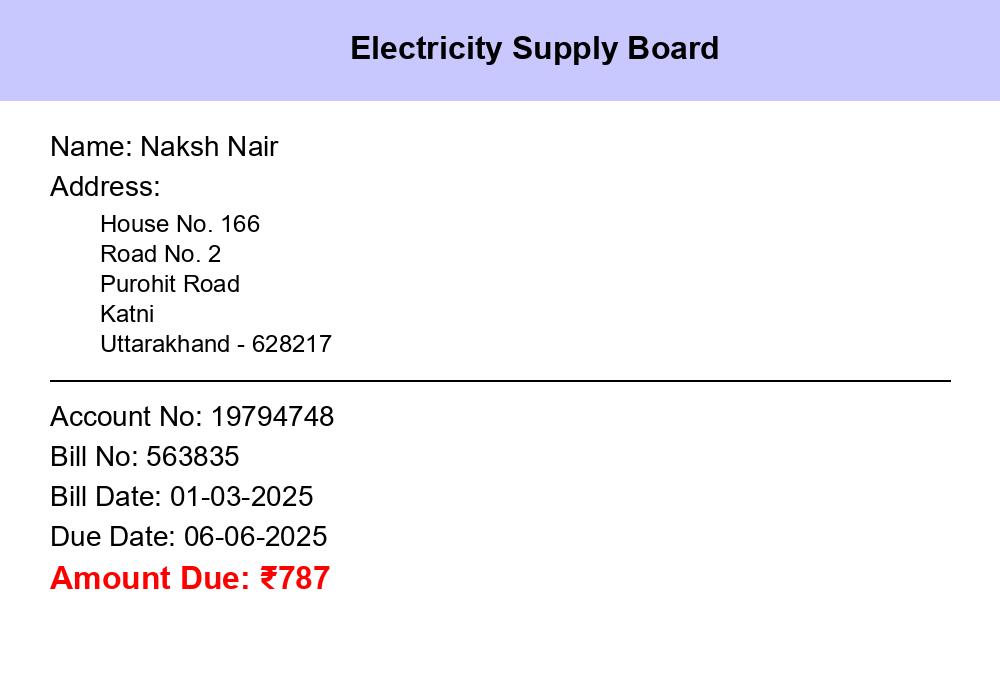 Electricity Supply Board
Name: Naksh Nair
Address:
House No. 166
Road No. 2
Purohit Road
Katni
Uttarakhand - 628217
Account No: 19794748
Bill No: 563835
Bill Date: 01-03-2025
Due Date: 06-06-2025
Amount Due: ₹787